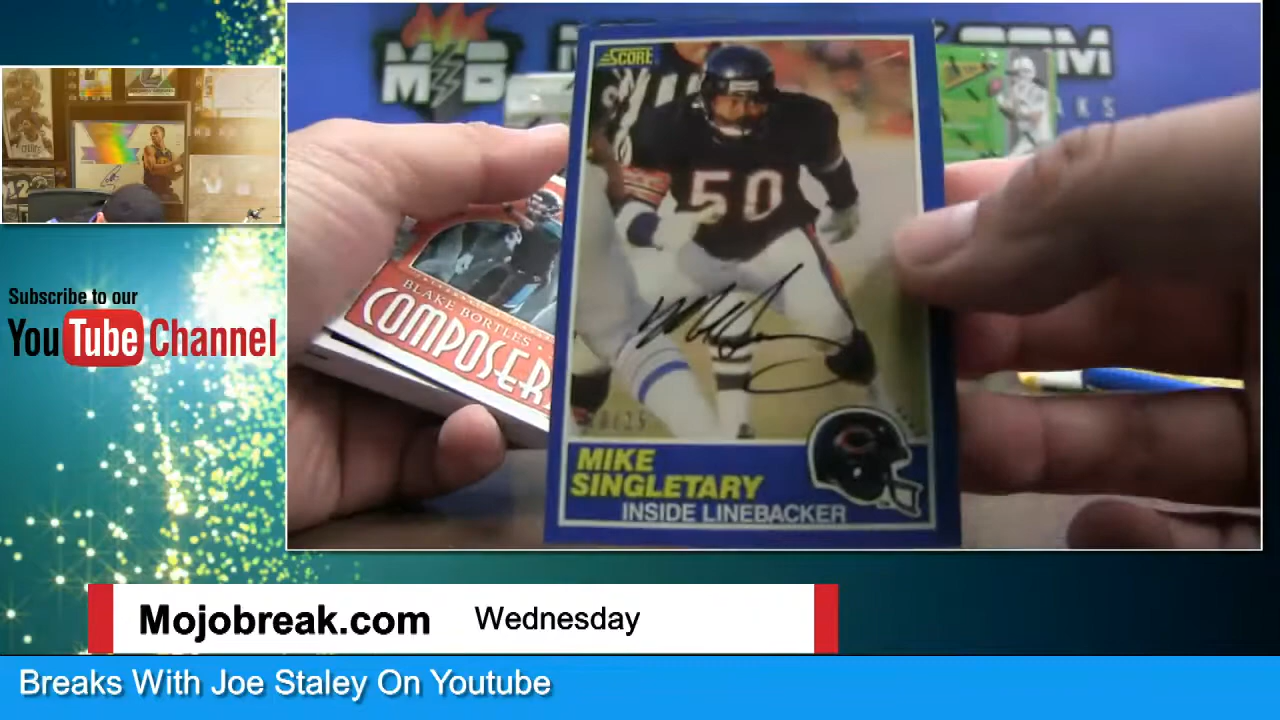 SCORE
M B
50
BLAKE BORTLES
COMPOSER
MIKE
SINGLETARY
INSIDE LINEBACKER
Subscribe to our
YouTube Channel
Mojobreak.com Wednesday
Breaks With Joe Staley On Youtube